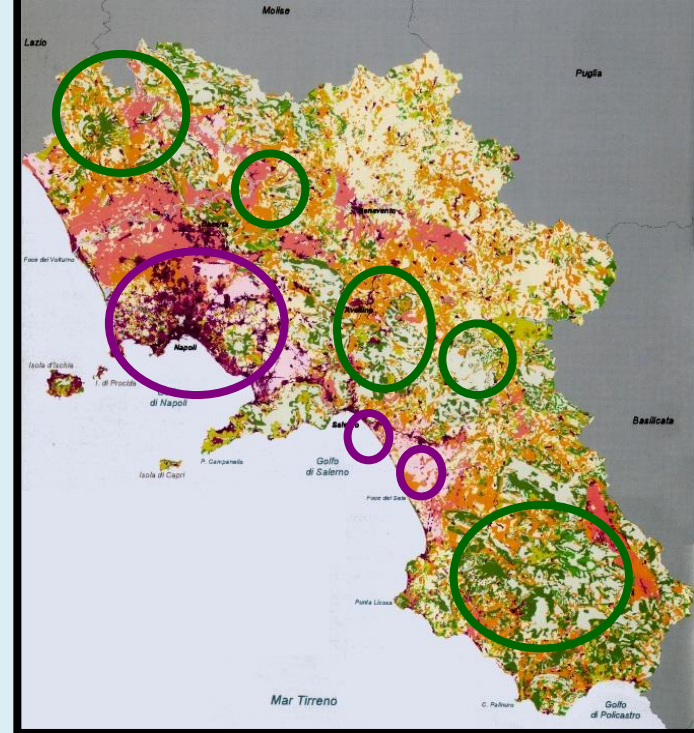 Molise
Lazio
Puglia
Benevento
Foce del Volturno
Napoli
Isola d'Ischia
I. di Procida
di Napoli
Salerno
Basilicata
P. Campanella
Golfo
di Salerno
Isola di Capri
Foce del Sele
Punta Licosa
Mar Tirreno
C. Palinuro
Golfo
di Policastro